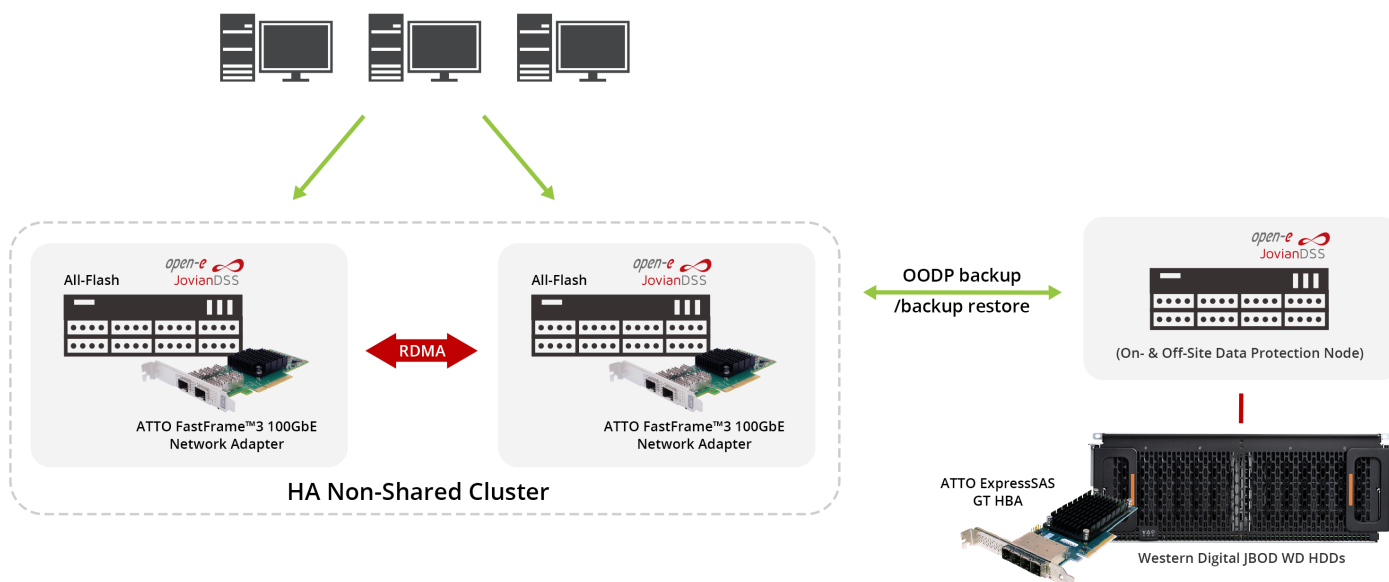 open-e
JovianDSS
All-Flash
RDMA
ATTO FastFrame™3 100GbE
Network Adapter
open-e
JovianDSS
All-Flash
ATTO FastFrame™3 100GbE
Network Adapter
HA Non-Shared Cluster
OODP backup
/backup restore
open-e
JovianDSS
(On- & Off-Site Data Protection Node)
ATTO ExpressSAS
GT HBA
Western Digital JBOD WD HDDs